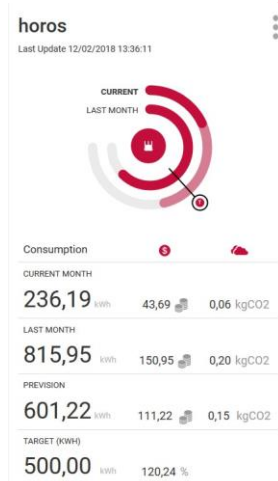 horos
Last Update 12/02/2018 13:36:11
CURRENT
LAST MONTH
Consumption
CURRENT MONTH
236,19 kWh 43,69 0,06 kgCO2
LAST MONTH
815,95 kWh 150,95 0,20 kgCO2
PREVISION
601,22 kWh 111,22 0,15 kgCO2
TARGET (KWH)
500,00 kWh 120,24 %